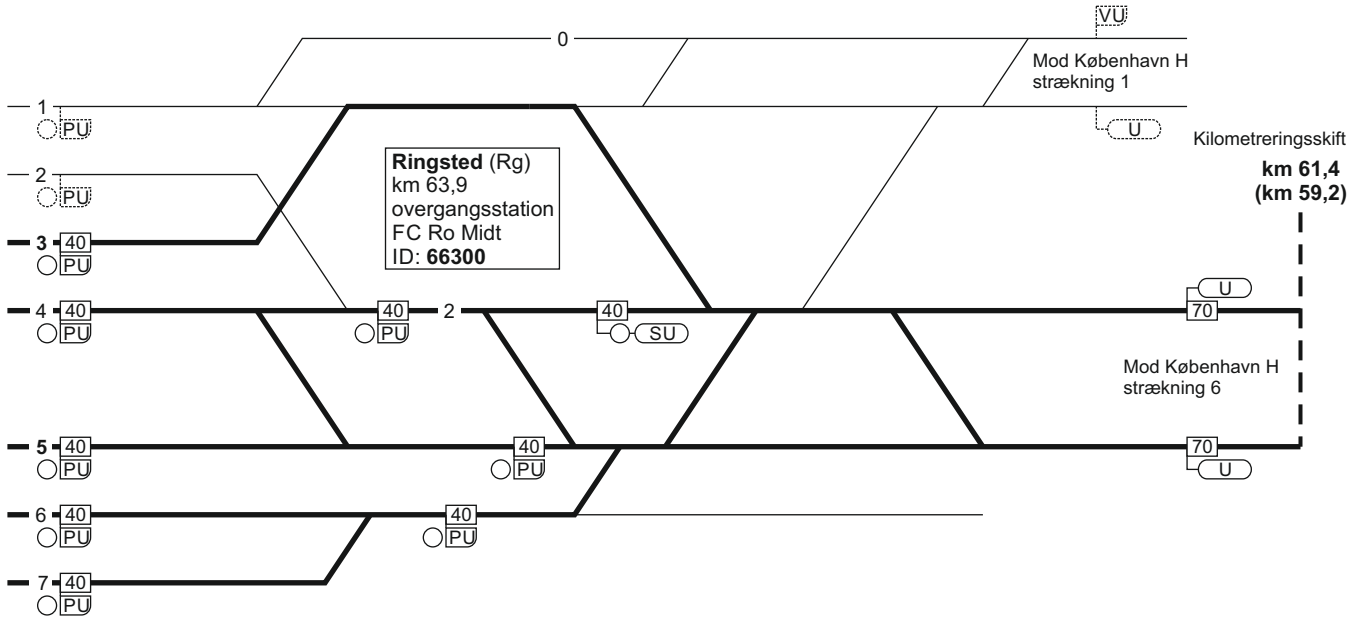 VU
0
Mod København H
strækning 1
1
PU
U
Kilometreringsskift
km 61,4
(km 59,2)
Ringsted (Rg)
km 63,9
overgangsstation
FC Ro Midt
ID: 66300
2
PU
3 40
PU
U
4 40 40 2 40 70
PU PU SU
Mod København H
strækning 6
5 40 40 70
PU PU U
6 40 40
PU PU
7 40
PU